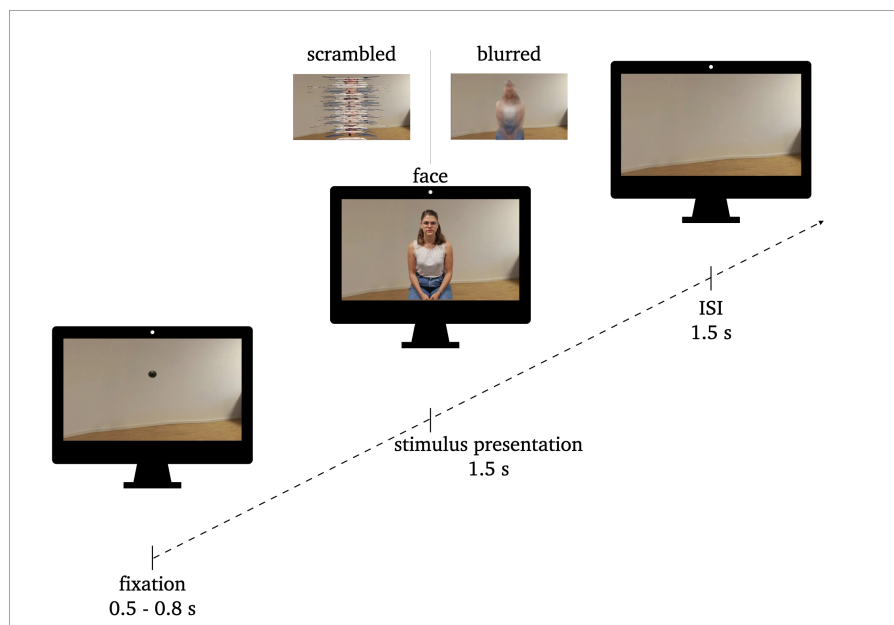 scrambled
blurred
face
ISI
1.5 s
stimulus presentation
1.5 s
fixation
0.5 - 0.8 s